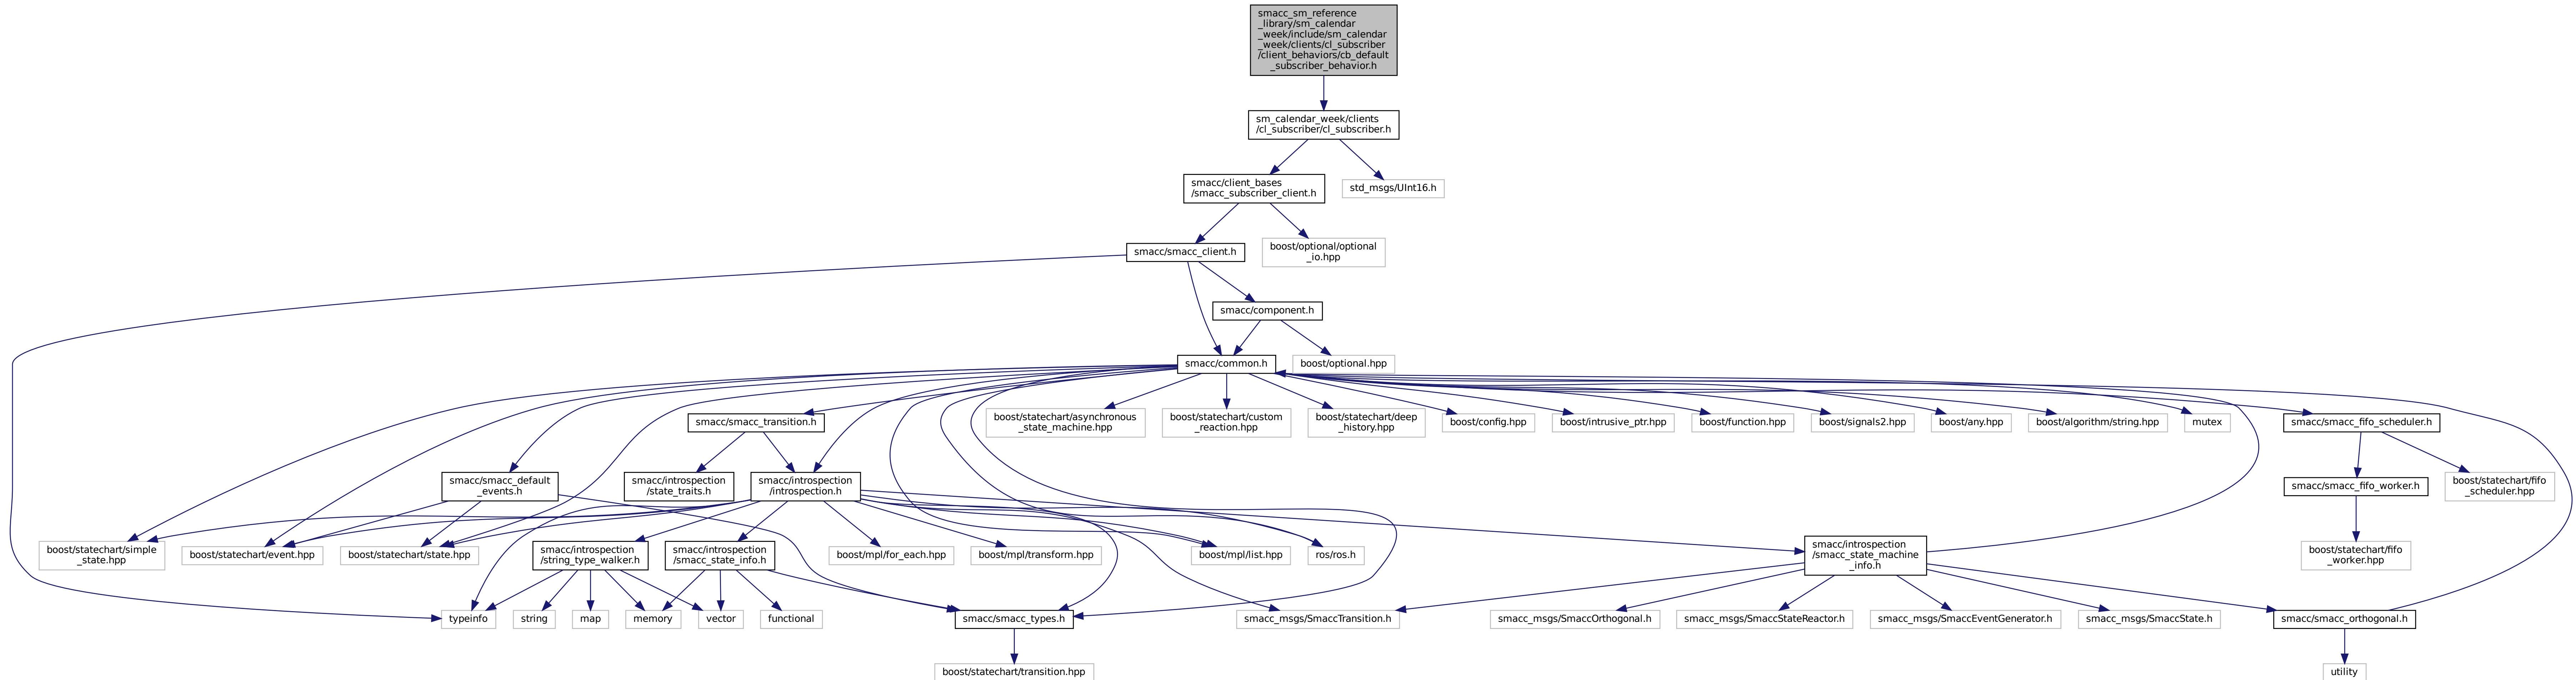 smacc_sm_reference
_library/sm_calendar
_week/include/sm_calendar
_week/clients/cl_subscriber
/client_behaviors/cb_default
_subscriber_behavior.h
sm_calendar_week/clients
/cl_subscriber/cl_subscriber.h
smacc/client_bases
/smacc_subscriber_client.h
std_msgs/UInt16.h
smacc/smacc_client.h
boost/optional/optional
_io.hpp
smacc/component.h
smacc/common.h
boost/optional.hpp
smacc/smacc_transition.h
boost/statechart/asynchronous
_state_machine.hpp
boost/statechart/custom
_reaction.hpp
boost/statechart/deep
_history.hpp
boost/config.hpp
boost/intrusive_ptr.hpp
boost/function.hpp
boost/signals2.hpp
boost/any.hpp
boost/algorithm/string.hpp
mutex
smacc/smacc_fifo_scheduler.h
smacc/smacc_default
_events.h
smacc/introspection
/state_traits.h
smacc/introspection
/introspection.h
smacc/smacc_fifo_worker.h
boost/statechart/fifo
_scheduler.hpp
boost/statechart/simple
_state.hpp
boost/statechart/event.hpp
boost/statechart/state.hpp
smacc/introspection
/string_type_walker.h
smacc/introspection
/smacc_state_info.h
boost/mpl/for_each.hpp
boost/mpl/transform.hpp
boost/mpl/list.hpp
ros/ros.h
smacc/introspection
/smacc_state_machine
_info.h
boost/statechart/fifo
_worker.hpp
typeinfo
string
map
memory
vector
functional
smacc/smacc_types.h
smacc_msgs/SmaccTransition.h
smacc_msgs/SmaccOrthogonal.h
smacc_msgs/SmaccStateReactor.h
smacc_msgs/SmaccEventGenerator.h
smacc_msgs/SmaccState.h
smacc/smacc_orthogonal.h
boost/statechart/transition.hpp
utility